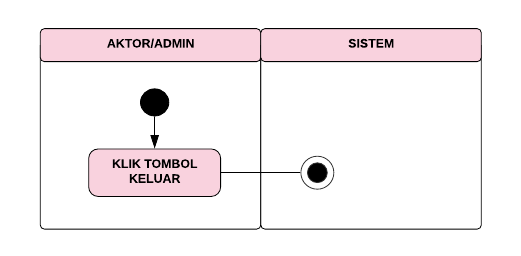 AKTOR/ADMIN
SISTEM
KLIK TOMBOL
KELUAR